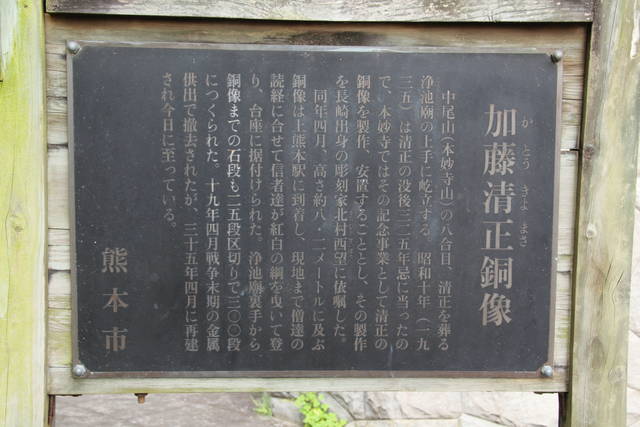 かとう きよ まさ
加藤清正銅像
中尾山(本妙寺山)の八合目、清正を葬る
浄池廟の上手に屹立する。昭和十年(一九
三五)は清正の没後三二五年忌に当ったの
で、本妙寺ではその記念事業として清正の
銅像を製作、安置することとし、その製作
を長崎出身の彫刻家北村西望に依嘱した。
同年四月、高さ約八・二メートルに及ぶ
銅像は上熊本駅に到着し、現地まで僧達の
読経に合せて信者達が紅白の綱を曳いて登
り、台座に据付けられた。浄池廟裏手から、
銅像までの石段も二五段区切りで三〇〇段
につくられた。十九年四月戦争末期の金属
供出で撤去されたが、三十五年四月に再建
され今日に至っている。
熊本市